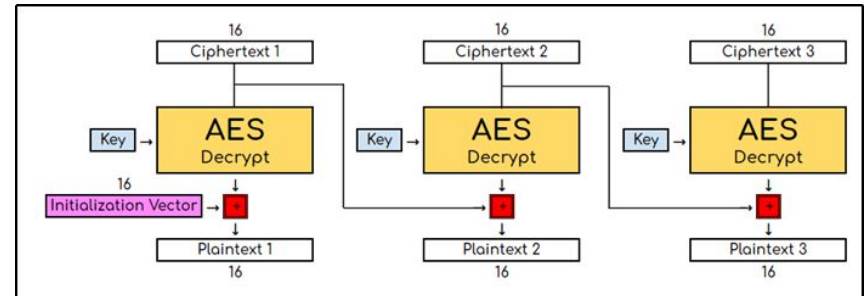 16 16 16
Ciphertext 1 Ciphertext 2 Ciphertext 3
Key → AES Key → AES Key → AES
Decrypt Decrypt Decrypt
16
Initialization Vector → + + +
Plaintext 1 Plaintext 2 Plaintext 3
16 16 16